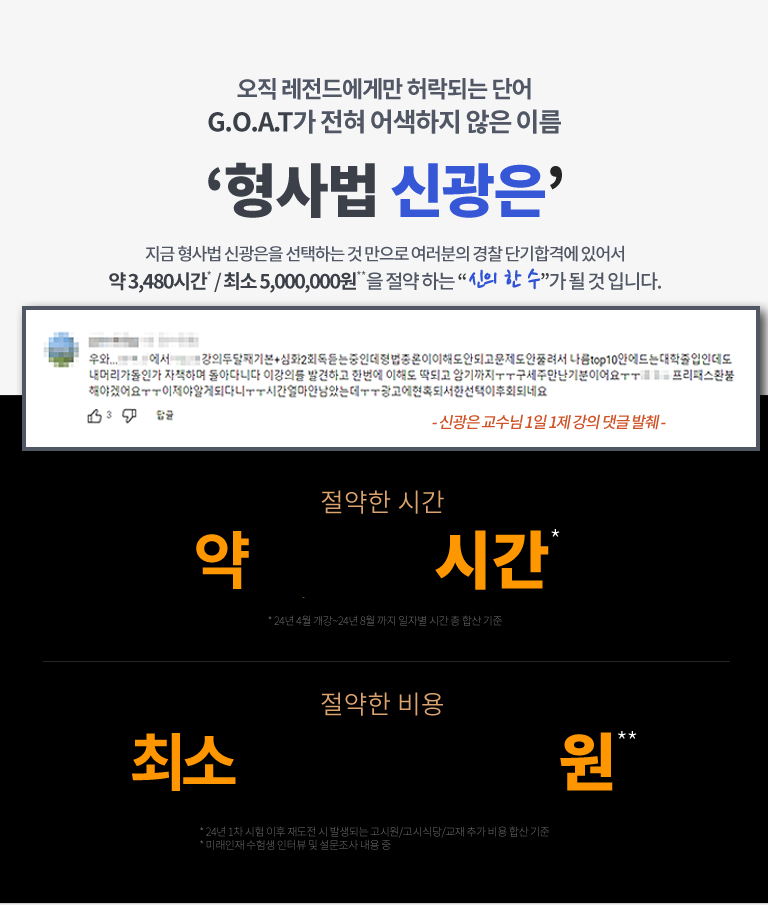 오직 레전드에게만 허락되는 단어
G.O.A.T가 전혀 어색하지 않은 이름
‘형사법 신광은’
지금 형사법 신광은을 선택하는 것 만으로 여러분의 경찰 단기합격에 있어서
약 3,480시간* / 최소 5,000,000원**을 절약 하는 “신의 한 수”가 될 것 입니다.
우와... 에서 강의두달째기본+심화2회독듣는중인데형법총론이이해도안되고문제도안풀려서 나름top10안에드는대학졸업인데도
내머리가돌인가 자책하며 돌아다니다 이강의를 발견하고 한번에 이해도 딱되고 암기까지ㅜㅜ구세주만난기분이어요ㅜㅜ 프리패스환불
해야겠어요ㅜㅜ이제야알게되다니ㅜㅜ시간얼마안남았는데ㅜㅜ광고에현혹되서한선택이후회되네요
3 답글
- 신광은 교수님 1일 1제 강의 댓글 발췌 -
절약한 시간
약 시간*
* 24년 4월 개강~24년 8월 까지 일자별 시간 총 합산 기준
절약한 비용
최소 원**
* 24년 1차 시험 이후 재도전 시 발생되는 고시원/고시식당/교재 추가 비용 합산 기준
* 미래인재 수험생 인터뷰 및 설문조사 내용 중